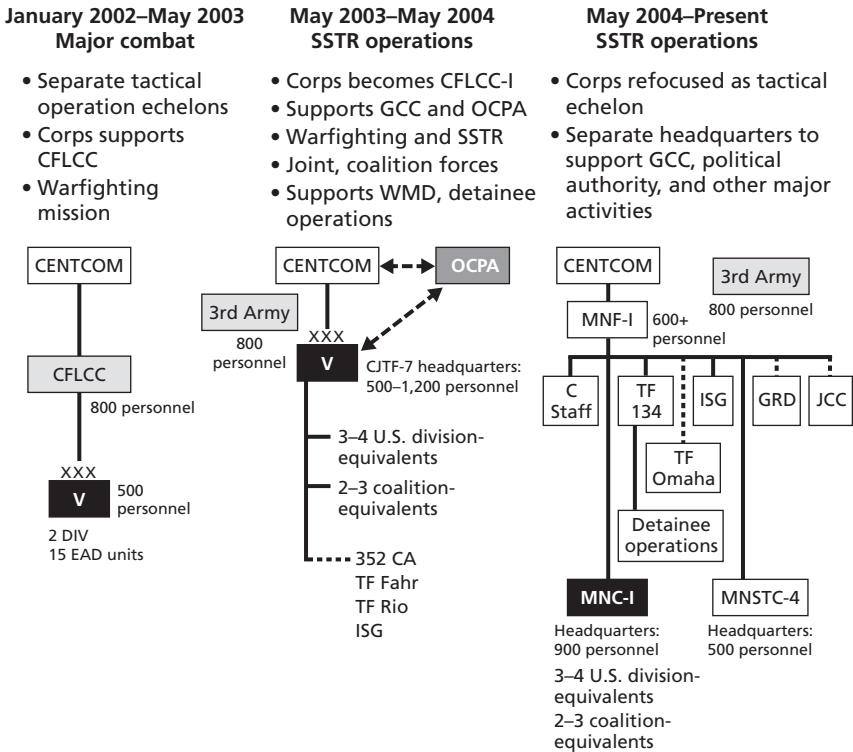 January 2002–May 2003
Major combat
• Separate tactical
operation echelons
• Corps supports
CFLCC
• Warfighting
mission
CENTCOM
CFLCC
800 personnel
XXX
V
500
personnel
2 DIV
15 EAD units
May 2003–May 2004
SSTR operations
• Corps becomes CFLCC-I
• Supports GCC and OCPA
• Warfighting and SSTR
• Joint, coalition forces
• Supports WMD, detainee
operations
CENTCOM
OCPA
3rd Army
800
personnel
XXX
V
CJTF-7 headquarters:
500–1,200 personnel
3–4 U.S. division-
equivalents
2–3 coalition-
equivalents
352 CA
TF Fahr
TF Rio
ISG
May 2004–Present
SSTR operations
• Corps refocused as tactical
echelon
• Separate headquarters to
support GCC, political
authority, and other major
activities
CENTCOM
3rd Army
800 personnel
MNF-I
600+
personnel
C
Staff
TF
134
ISG
GRD
JCC
TF
Omaha
Detainee
operations
MNC-I
Headquarters:
900 personnel
3–4 U.S. division-
equivalents
2–3 coalition-
equivalents
MNSTC-4
Headquarters:
500 personnel